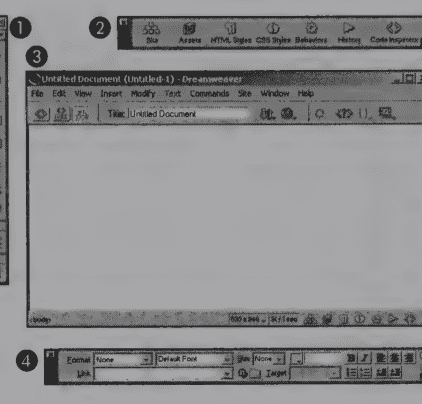 1
2
Site Assets HTML Styles CSS Styles Behaviors History Code Inspector
3
Untitled Document (Untitled-1) - Dreamweaver
File Edit View Insert Modify Text Commands Site Window Help
Title: Untitled Document
<body>
4
Format None Default Font Size None B I
Link Target